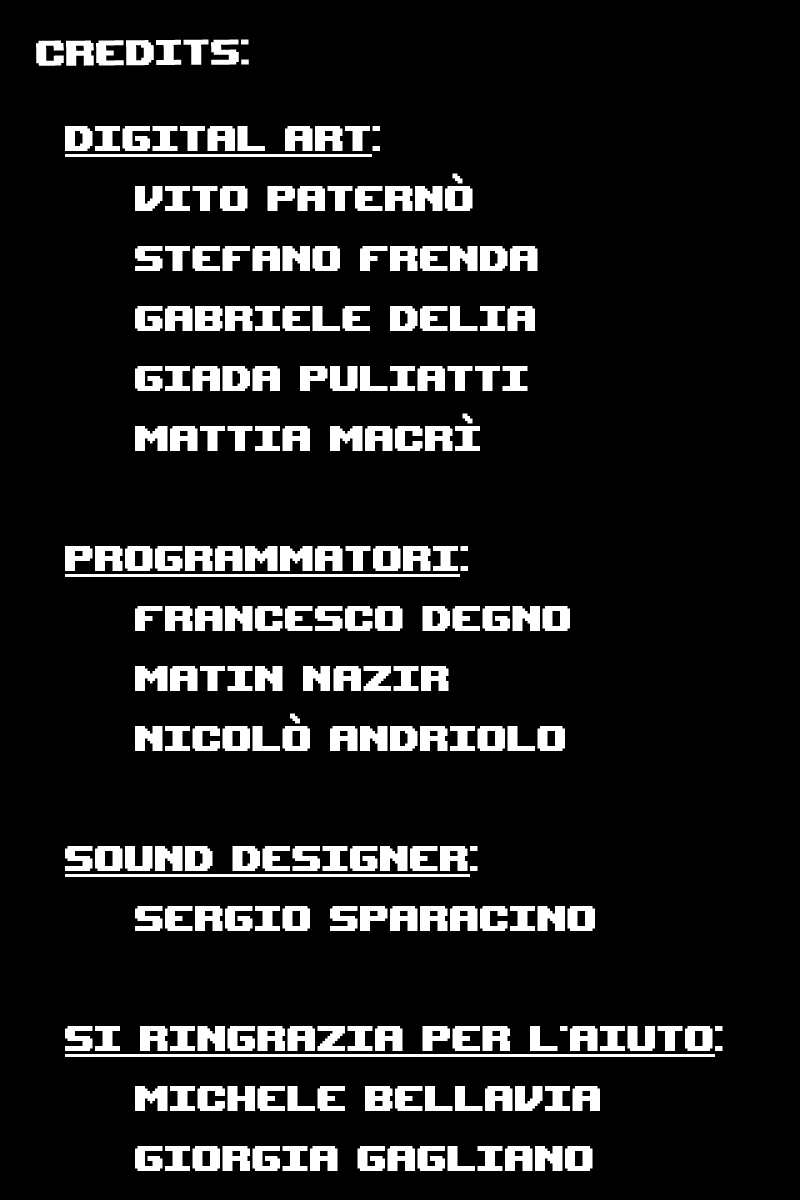 CREDITS:
DIGITAL ART:
VITO PATERNÒ
STEFANO FRENDA
GABRIELE DELIA
GIADA PULIATTI
MATTIA MACRÌ
PROGRAMMATORI:
FRANCESCO DEGNO
MATIN NAZIR
NICOLÒ ANDRIOLO
SOUND DESIGNER:
SERGIO SPARACINO
SI RINGRAZIA PER L'AIUTO:
MICHELE BELLAVIA
GIORGIA GAGLIANO